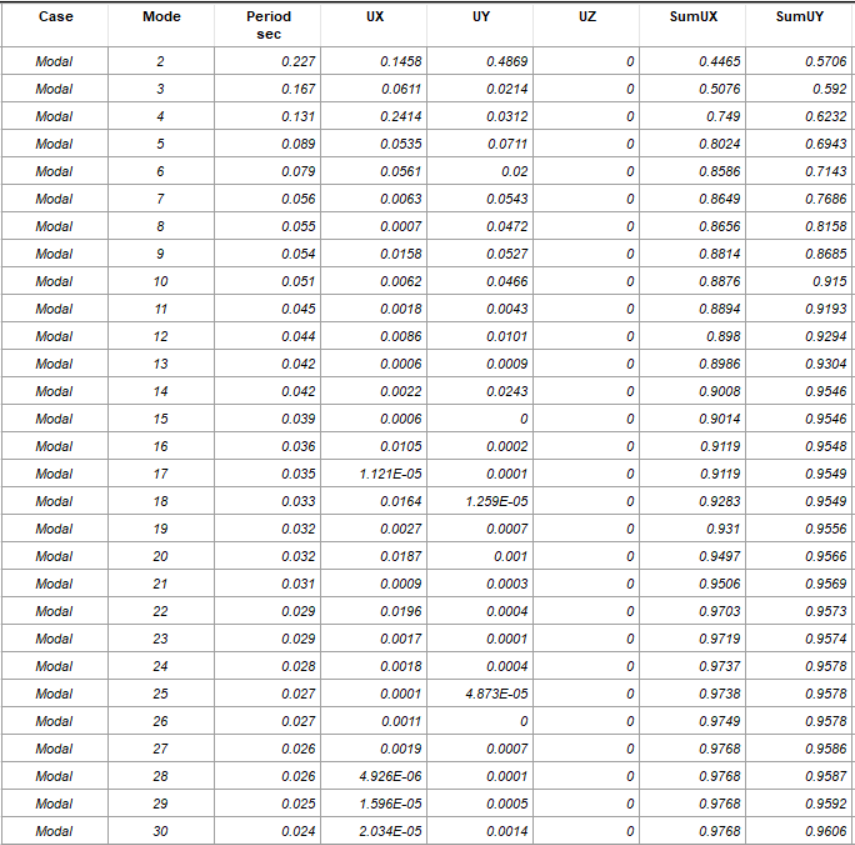 Case Mode Period UX UY UZ SumUX SumUY
sec
Modal 2 0.227 0.1458 0.4869 0 0.4465 0.5706
Modal 3 0.167 0.0611 0.0214 0 0.5076 0.592
Modal 4 0.131 0.2414 0.0312 0 0.749 0.6232
Modal 5 0.089 0.0535 0.0711 0 0.8024 0.6943
Modal 6 0.079 0.0561 0.02 0 0.8586 0.7143
Modal 7 0.056 0.0063 0.0543 0 0.8649 0.7686
Modal 8 0.055 0.0007 0.0472 0 0.8656 0.8158
Modal 9 0.054 0.0158 0.0527 0 0.8814 0.8685
Modal 10 0.051 0.0062 0.0466 0 0.8876 0.915
Modal 11 0.045 0.0018 0.0043 0 0.8894 0.9193
Modal 12 0.044 0.0086 0.0101 0 0.898 0.9294
Modal 13 0.042 0.0006 0.0009 0 0.8986 0.9304
Modal 14 0.042 0.0022 0.0243 0 0.9008 0.9546
Modal 15 0.039 0.0006 0 0 0.9014 0.9546
Modal 16 0.036 0.0105 0.0002 0 0.9119 0.9548
Modal 17 0.035 1.121E-05 0.0001 0 0.9119 0.9549
Modal 18 0.033 0.0164 1.259E-05 0 0.9283 0.9549
Modal 19 0.032 0.0027 0.0007 0 0.931 0.9556
Modal 20 0.032 0.0187 0.001 0 0.9497 0.9566
Modal 21 0.031 0.0009 0.0003 0 0.9506 0.9569
Modal 22 0.029 0.0196 0.0004 0 0.9703 0.9573
Modal 23 0.029 0.0017 0.0001 0 0.9719 0.9574
Modal 24 0.028 0.0018 0.0004 0 0.9737 0.9578
Modal 25 0.027 0.0001 4.873E-05 0 0.9738 0.9578
Modal 26 0.027 0.0011 0 0 0.9749 0.9578
Modal 27 0.026 0.0019 0.0007 0 0.9768 0.9586
Modal 28 0.026 4.926E-06 0.0001 0 0.9768 0.9587
Modal 29 0.025 1.596E-05 0.0005 0 0.9768 0.9592
Modal 30 0.024 2.034E-05 0.0014 0 0.9768 0.9606